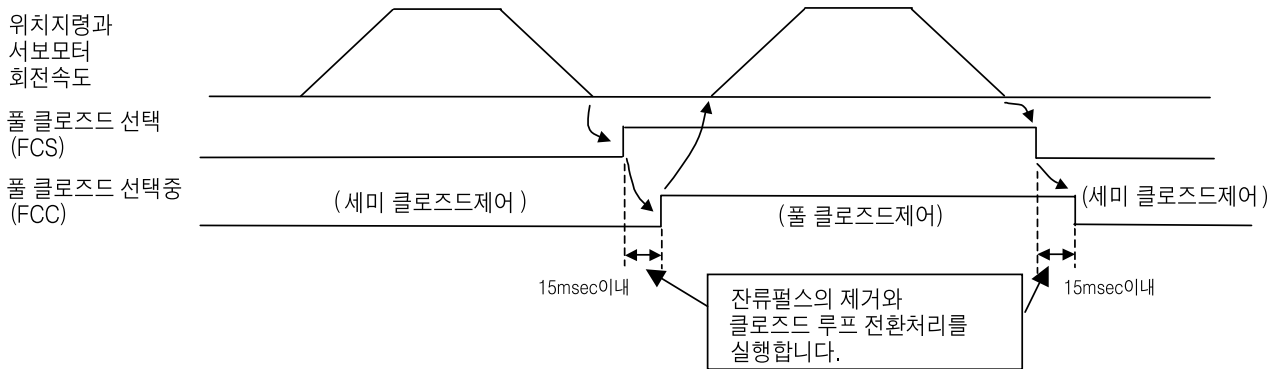 위치지령과
서보모터
회전속도
풀 클로즈드 선택
(FCS)
풀 클로즈드 선택중
(FCC)
(세미 클로즈드제어 )
(풀 클로즈드제어)
(세미 클로즈드제어 )
15msec이내
15msec이내
잔류펄스의 제거와
클로즈드 루프 전환처리를
실행합니다.